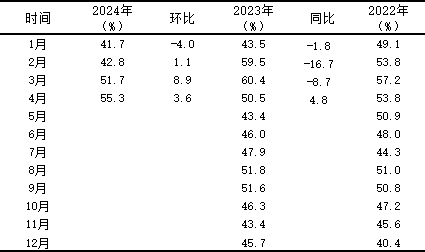 时间 2024年（%） 环比 2023年（%） 同比 2022年（%）
1月 41.7 -4.0 43.5 -1.8 49.1
2月 42.8 1.1 59.5 -16.7 53.8
3月 51.7 8.9 60.4 -8.7 57.2
4月 55.3 3.6 50.5 4.8 53.8
5月 43.4 50.9
6月 46.0 48.0
7月 47.9 44.3
8月 51.8 51.0
9月 51.6 50.8
10月 46.3 47.2
11月 43.4 45.6
12月 45.7 40.4